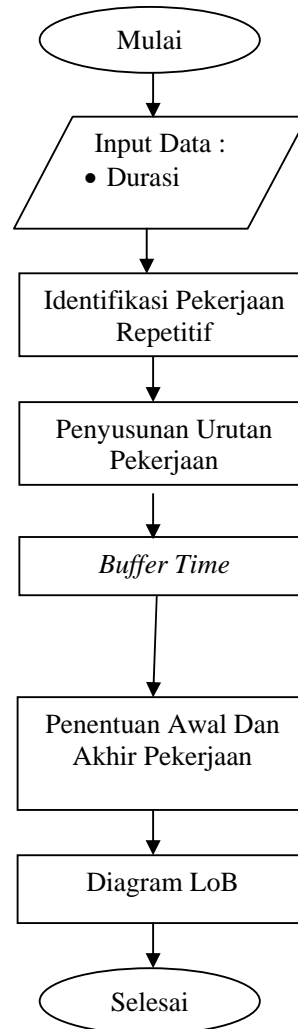 Mulai
Input Data :
• Durasi
Identifikasi Pekerjaan
Repetitif
Penyusunan Urutan
Pekerjaan
Buffer Time
Penentuan Awal Dan
Akhir Pekerjaan
Diagram LoB
Selesai